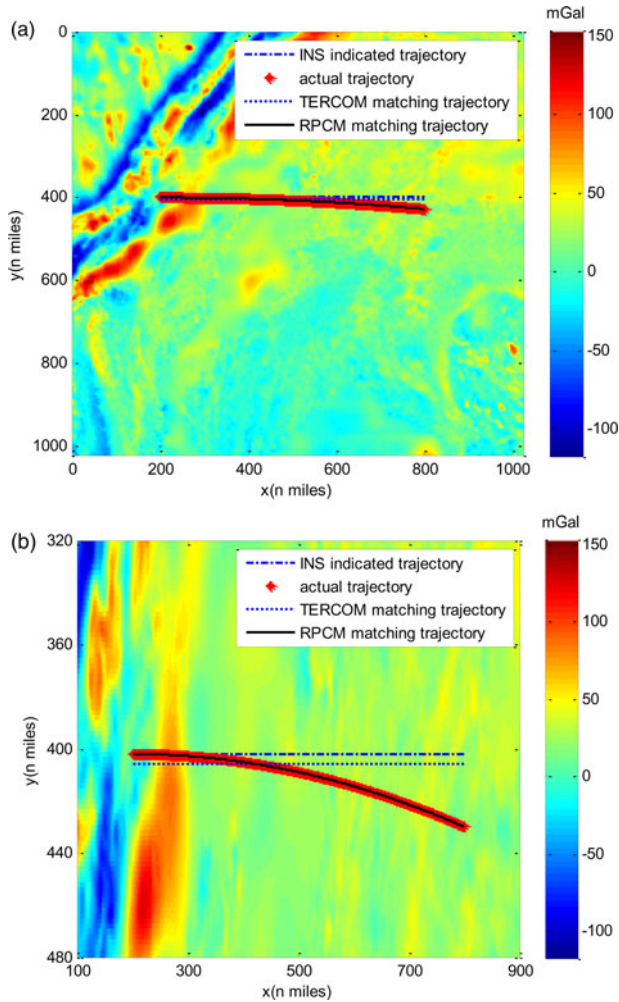 (a)
mGal
INS indicated trajectory
actual trajectory
TERCOM matching trajectory
RPCM matching trajectory
0
200
400
600
800
1000
y(n miles)
0 200 400 600 800 1000
x(n miles)
150
100
50
0
-50
-100
(b)
mGal
INS indicated trajectory
actual trajectory
TERCOM matching trajectory
RPCM matching trajectory
320
360
400
440
480
y(n miles)
100 300 500 700 900
x(n miles)
150
100
50
0
-50
-100